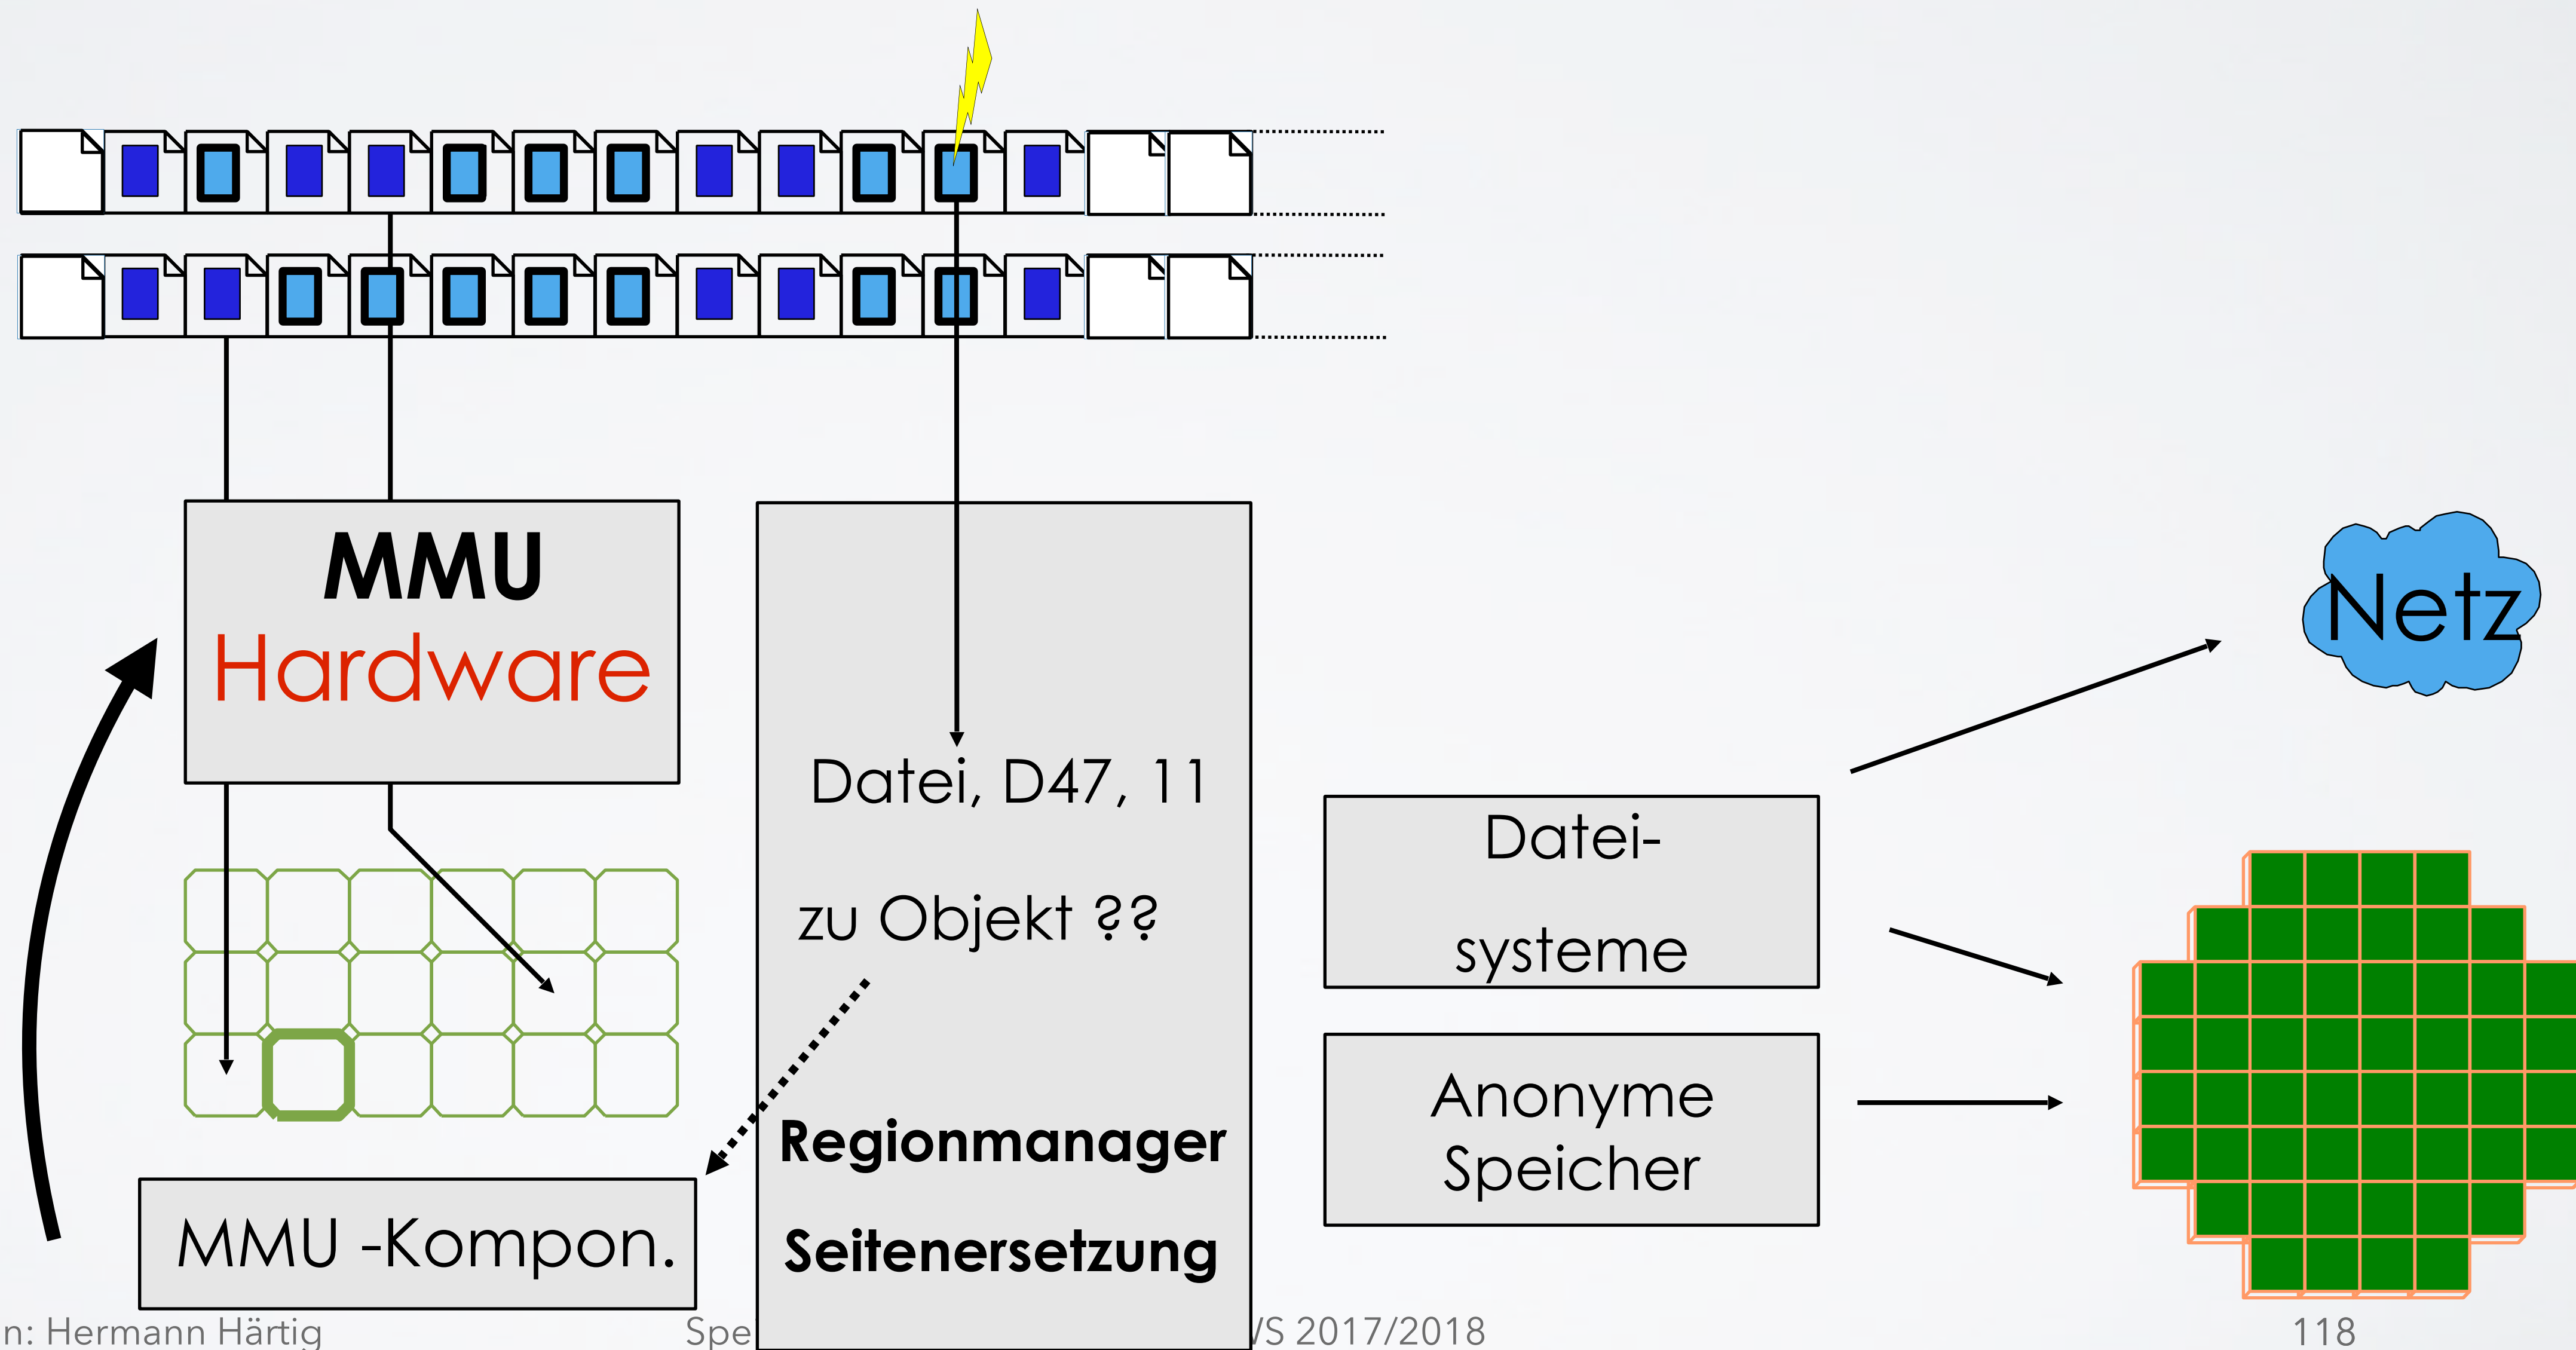 MMU
Hardware
Netz
Datei, D47, 11
zu Objekt ??
Datei-
systeme
Anonyme
Speicher
Regionmanager
Seitenersetzung
MMU -Kompon.
Hermann Härtig
2017/2018
118